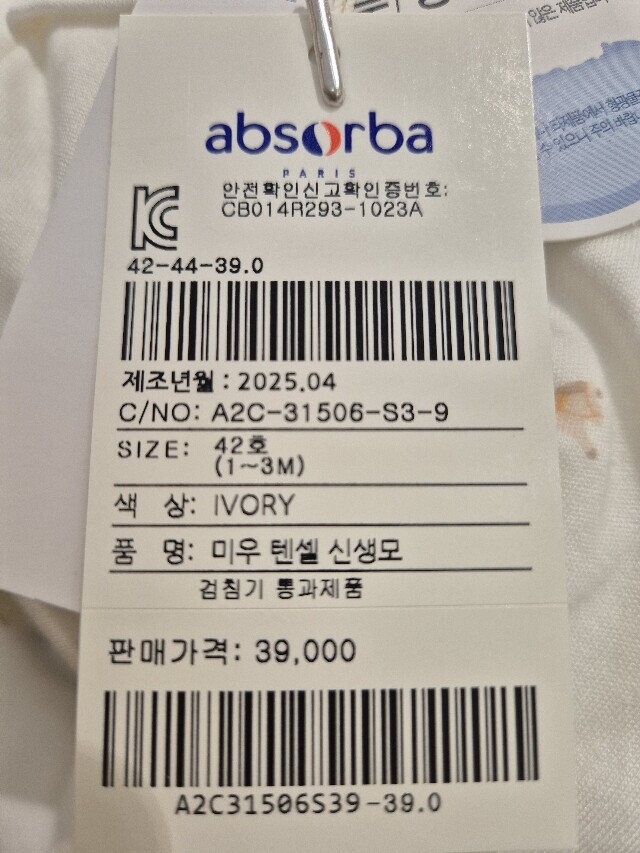 absorba
PARIS
안전확인신고확인증번호:
CB014R293-1023A
42-44-39.0
제조년월 : 2025.04
C/NO: A2C-31506-S3-9
SIZE: 42호
(1~3M)
색 상: IVORY
품 명: 미우 텐셀 신생모
검침기 통과제품
판매가격: 39,000
A2C31506S39-39.0